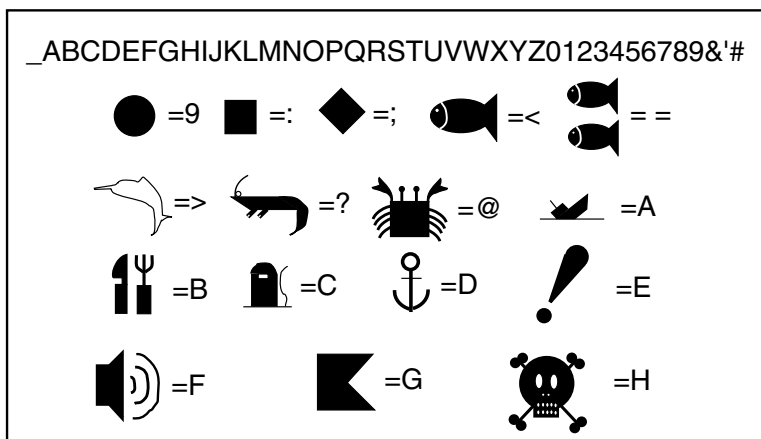 _ABCDEFGHIJKLMNOPQRSTUVWXYZ0123456789&'#
=9 =: =; =< = =
=> =? =@ =A
=B =C =D =E
=F =G =H